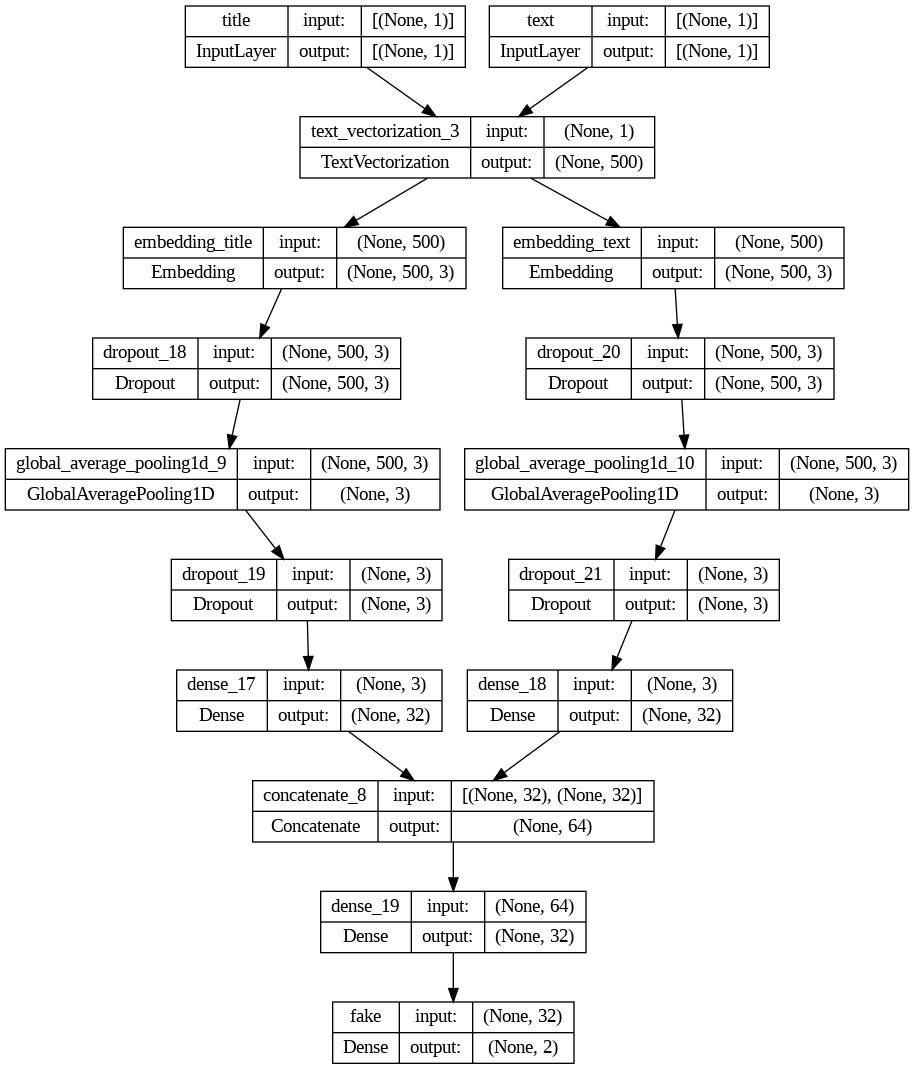 title input: [(None, 1)] text input: [(None, 1)]
InputLayer output: [(None, 1)] InputLayer output: [(None, 1)]
text_vectorization_3 input: (None, 1)
TextVectorization output: (None, 500)
embedding_title input: (None, 500) embedding_text input: (None, 500)
Embedding output: (None, 500, 3) Embedding output: (None, 500, 3)
dropout_18 input: (None, 500, 3) dropout_20 input: (None, 500, 3)
Dropout output: (None, 500, 3) Dropout output: (None, 500, 3)
global_average_pooling1d_9 input: (None, 500, 3) global_average_pooling1d_10 input: (None, 500, 3)
GlobalAveragePooling1D output: (None, 3) GlobalAveragePooling1D output: (None, 3)
dropout_19 input: (None, 3) dropout_21 input: (None, 3)
Dropout output: (None, 3) Dropout output: (None, 3)
dense_17 input: (None, 3) dense_18 input: (None, 3)
Dense output: (None, 32) Dense output: (None, 32)
concatenate_8 input: [(None, 32), (None, 32)]
Concatenate output: (None, 64)
dense_19 input: (None, 64)
Dense output: (None, 32)
fake input: (None, 32)
Dense output: (None, 2)